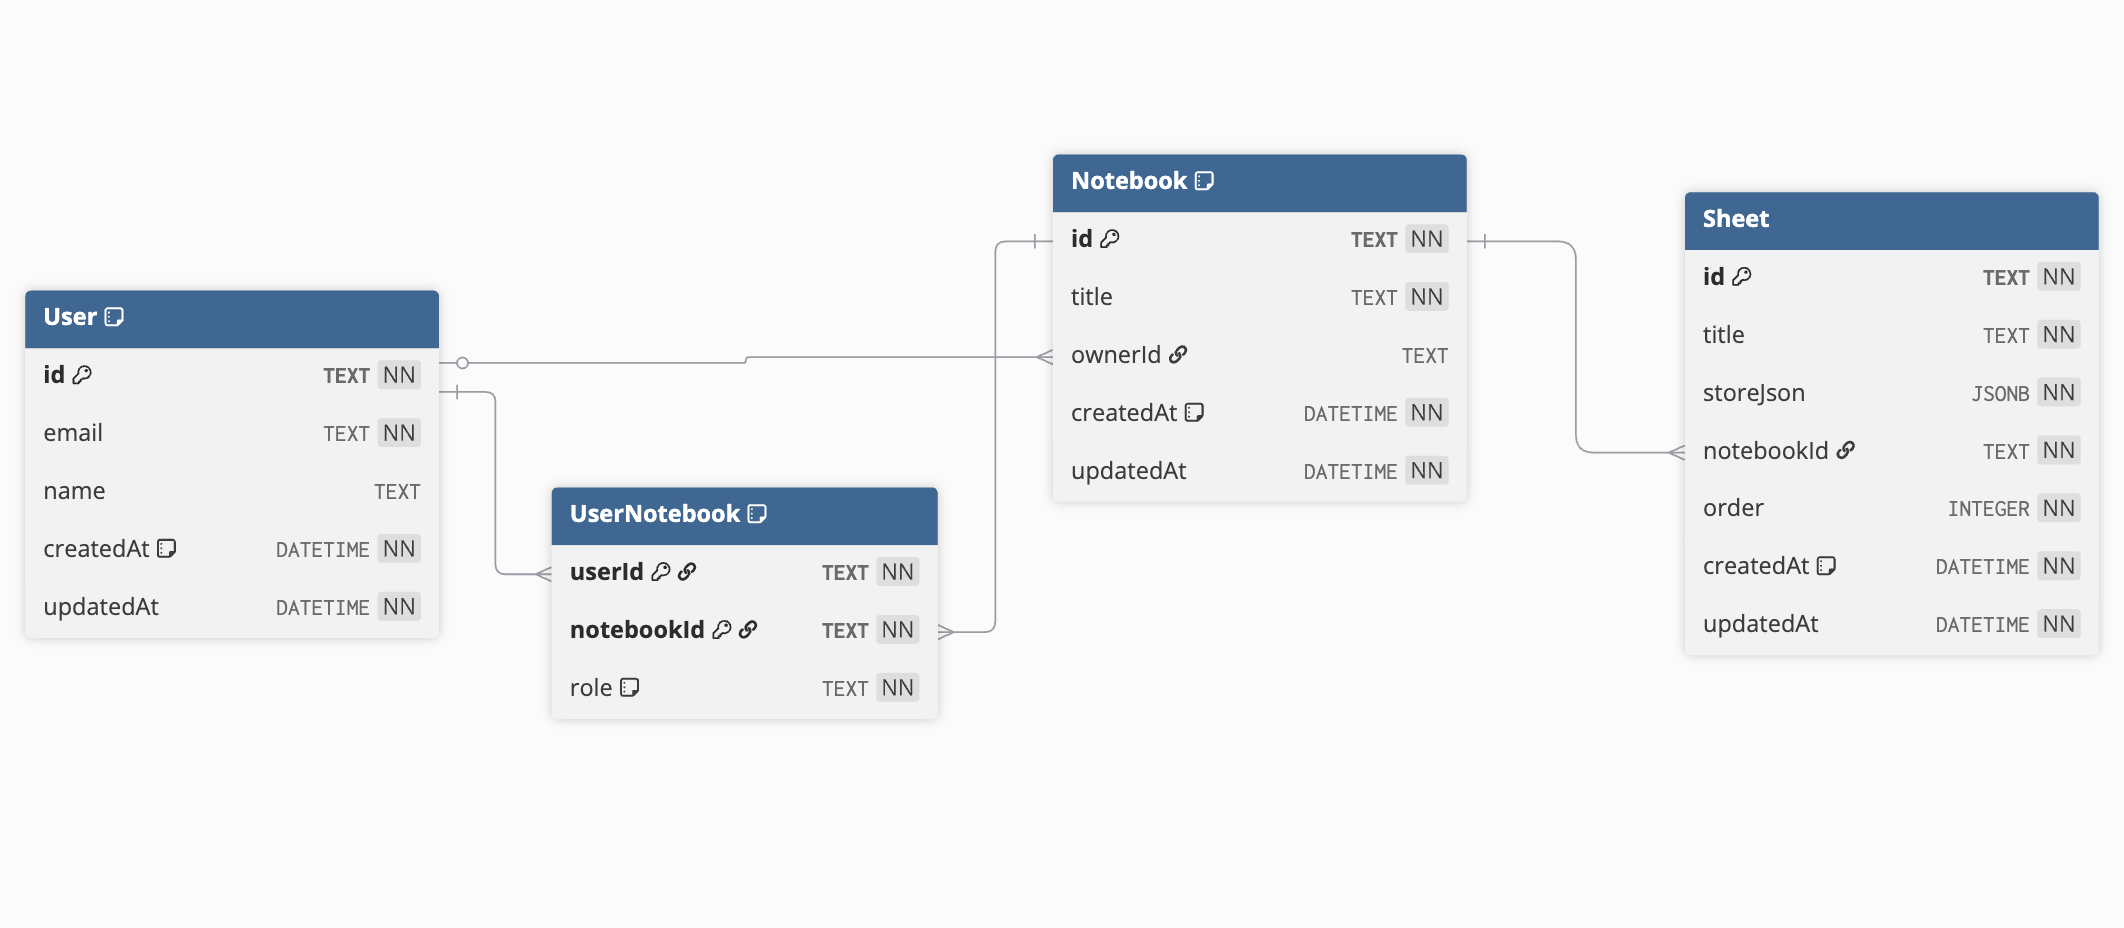 User
id TEXT NN
email TEXT NN
name TEXT
createdAt DATETIME NN
updatedAt DATETIME NN
UserNotebook
userId TEXT NN
notebookId TEXT NN
role TEXT NN
Notebook
id TEXT NN
title TEXT NN
ownerId TEXT
createdAt DATETIME NN
updatedAt DATETIME NN
Sheet
id TEXT NN
title TEXT NN
storeJson JSONB NN
notebookId TEXT NN
order INTEGER NN
createdAt DATETIME NN
updatedAt DATETIME NN